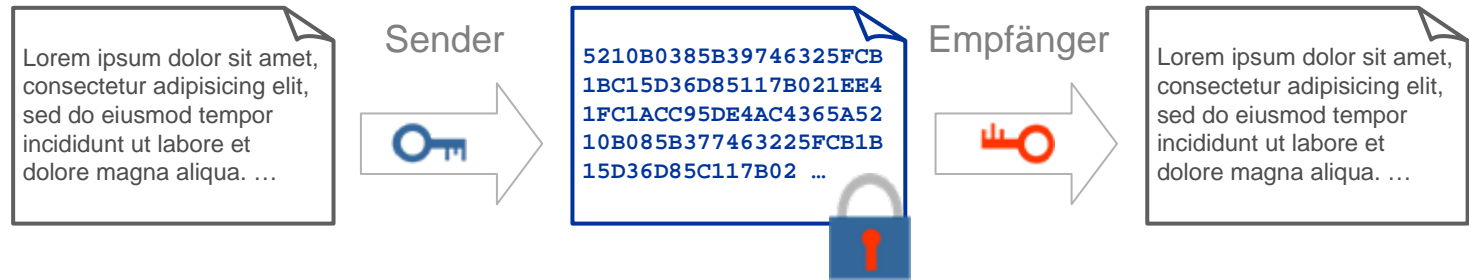 Lorem ipsum dolor sit amet,
consectetur adipisicing elit,
sed do eiusmod tempor
incididunt ut labore et
dolore magna aliqua. …
Sender
5210B0385B39746325FCB
1BC15D36D85117B021EE4
1FC1ACC95DE4AC4365A52
10B085B377463225FCB1B
15D36D85C117B02 …
Empfänger
Lorem ipsum dolor sit amet,
consectetur adipisicing elit,
sed do eiusmod tempor
incididunt ut labore et
dolore magna aliqua. …